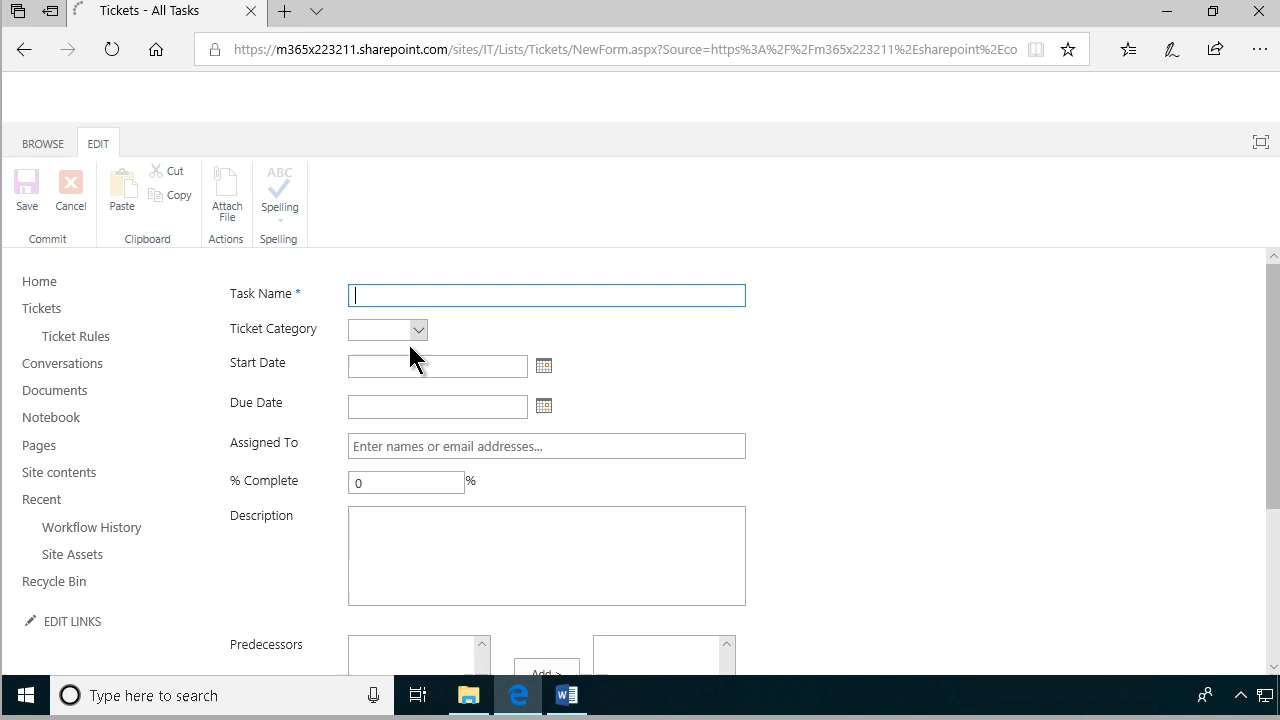 Tickets - All Tasks
https://m365x223211.sharepoint.com/sites/IT/Lists/Tickets/NewForm.aspx?Source=https%3A%2F%2Fm365x223211%2Esharepoint%2Eco
BROWSE
EDIT
Save
Cancel
Commit
Paste
Cut
Copy
Clipboard
Attach
File
Actions
ABC
Spelling
Spelling
Home
Tickets
Ticket Rules
Conversations
Documents
Notebook
Pages
Site contents
Recent
Workflow History
Site Assets
Recycle Bin
EDIT LINKS
Task Name *
Ticket Category
Start Date
Due Date
Assigned To
Enter names or email addresses...
% Complete
0
%
Description
Predecessors
Add >
Type here to search